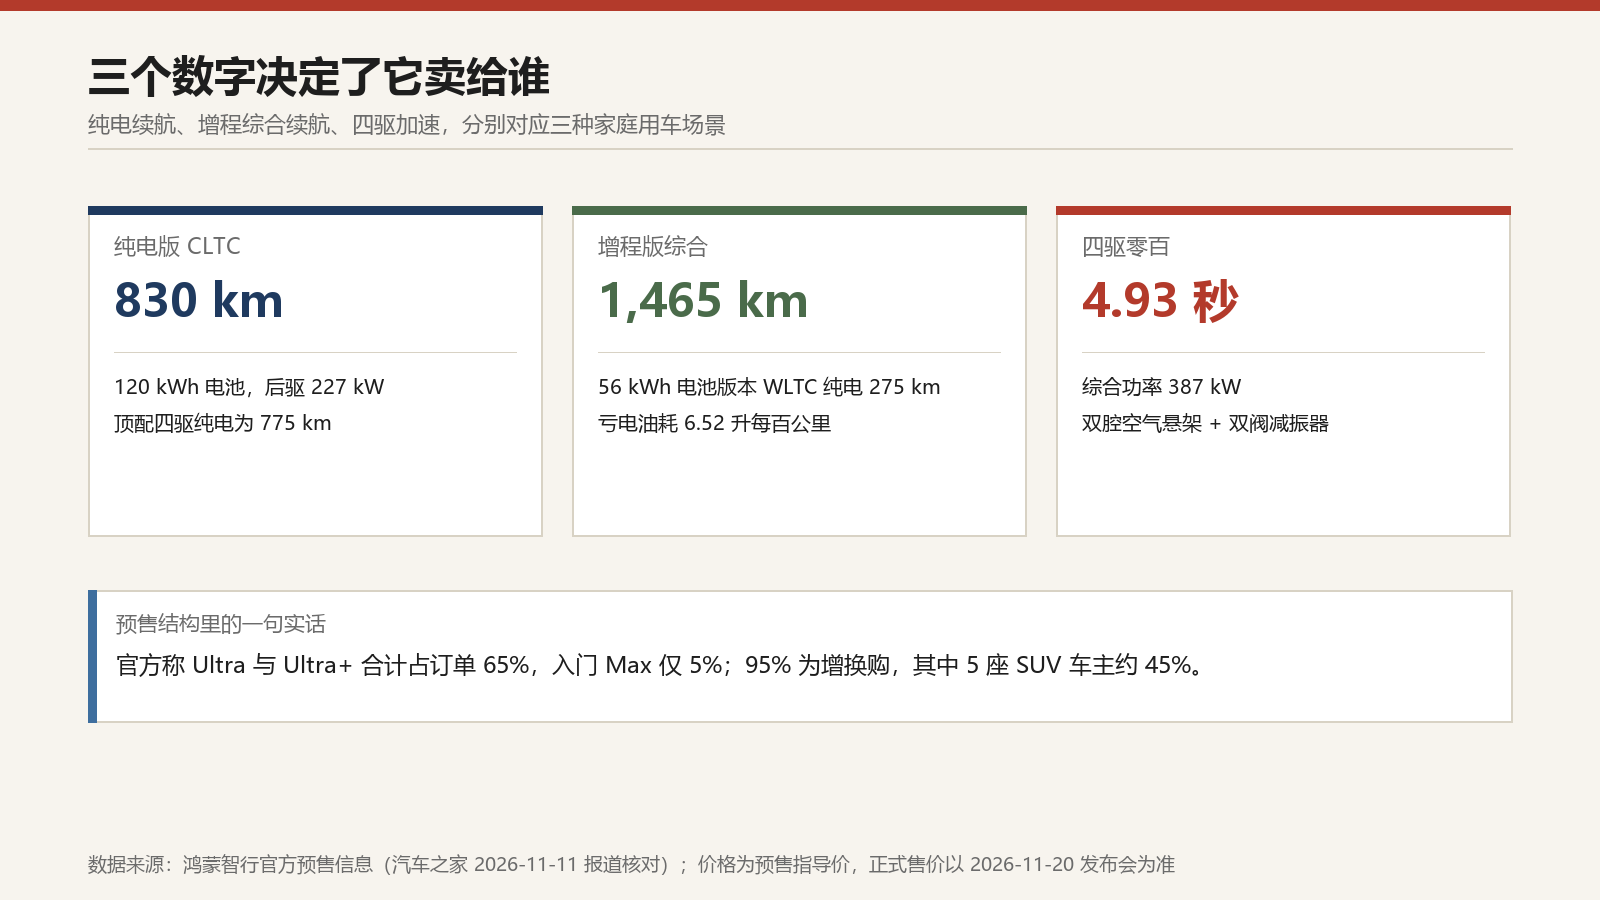 三个数字决定了它卖给谁
纯电续航、增程综合续航、四驱加速，分别对应三种家庭用车场景
纯电版 CLTC
830 km
120 kWh 电池，后驱 227 kW
顶配四驱纯电为 775 km
增程版综合
1,465 km
56 kWh 电池版本 WLTC 纯电 275 km
亏电油耗 6.52 升每百公里
四驱零百
4.93 秒
综合功率 387 kW
双腔空气悬架 + 双阀减振器
预售结构里的一句实话
官方称 Ultra 与 Ultra+ 合计占订单 65%，入门 Max 仅 5%；95% 为增换购，其中 5 座 SUV 车主约 45%。
数据来源：鸿蒙智行官方预售信息（汽车之家 2026-11-11 报道核对）；价格为预售指导价，正式售价以 2026-11-20 发布会为准